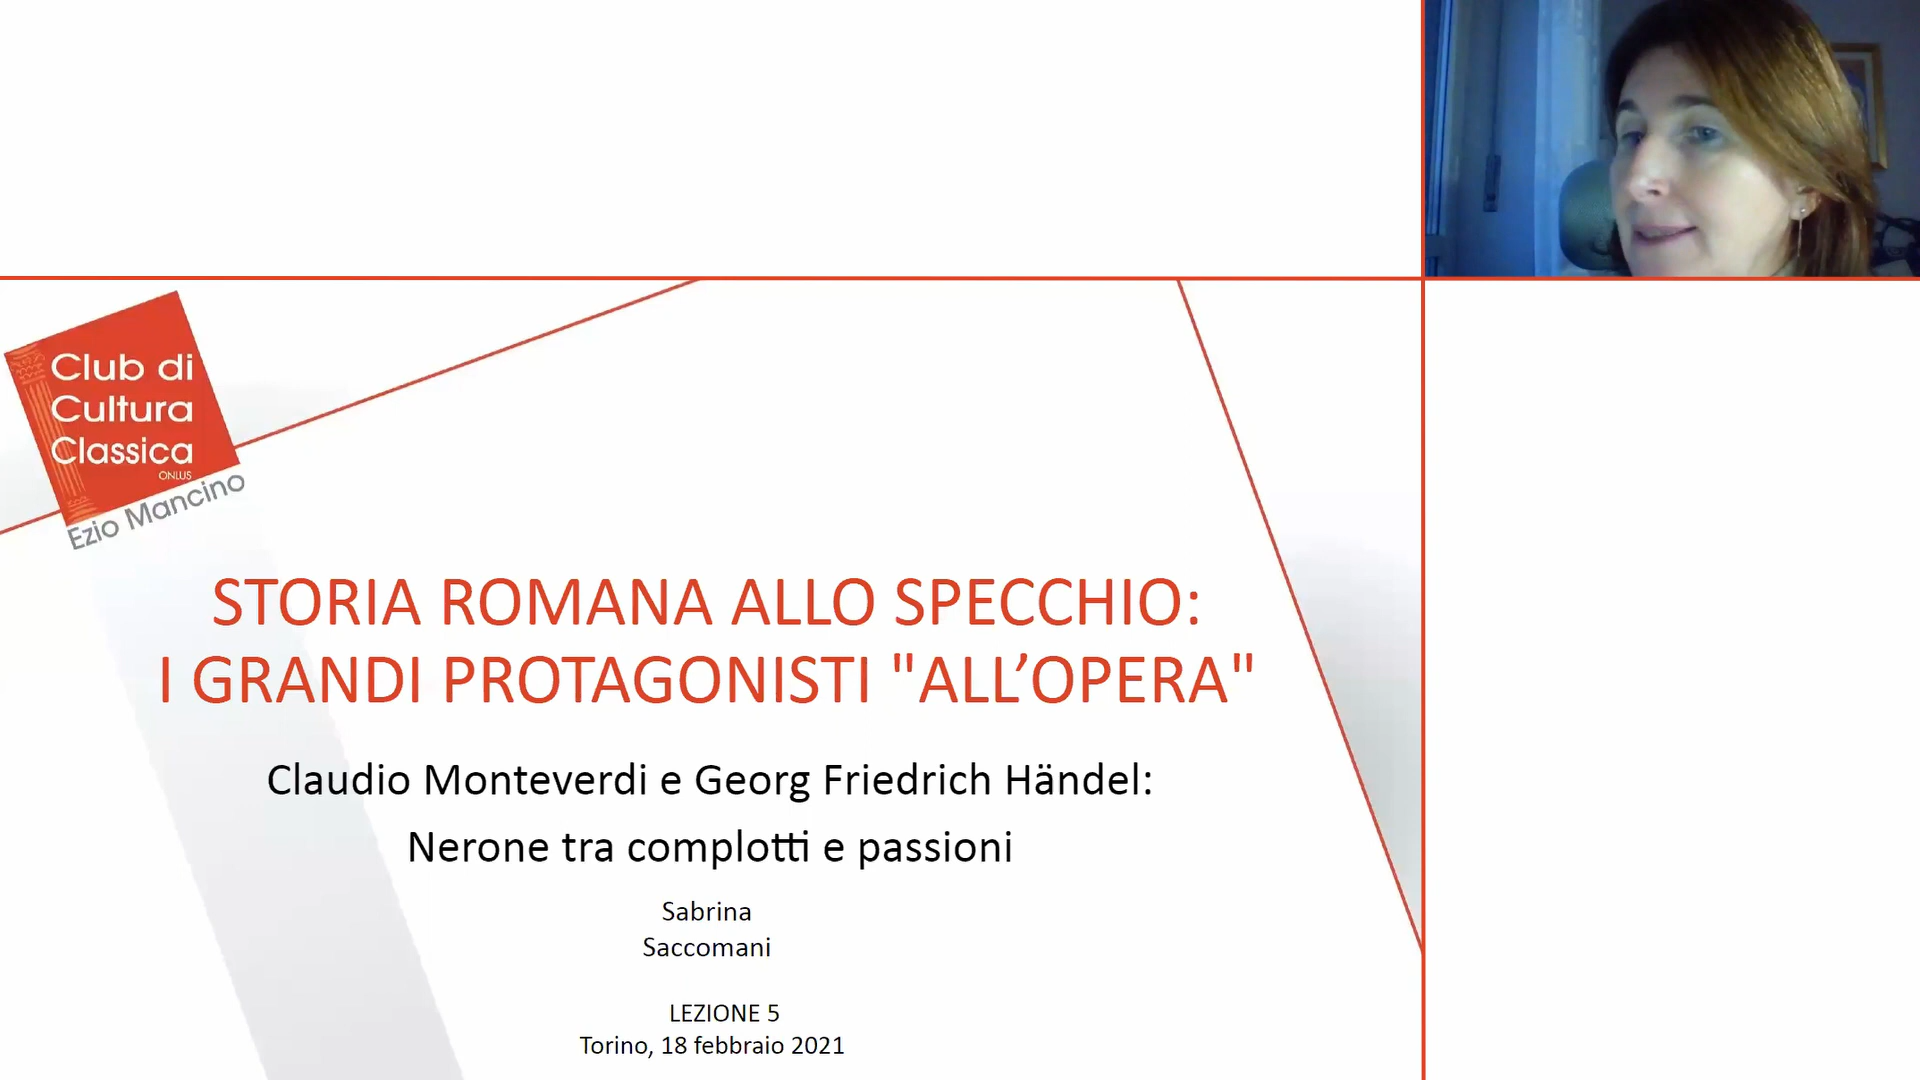 Club di
Cultura
Classica
ONLUS
Ezio Mancino
STORIA ROMANA ALLO SPECCHIO:
I GRANDI PROTAGONISTI "ALL’OPERA"
Claudio Monteverdi e Georg Friedrich Händel:
Nerone tra complotti e passioni
Sabrina
Saccomani
LEZIONE 5
Torino, 18 febbraio 2021